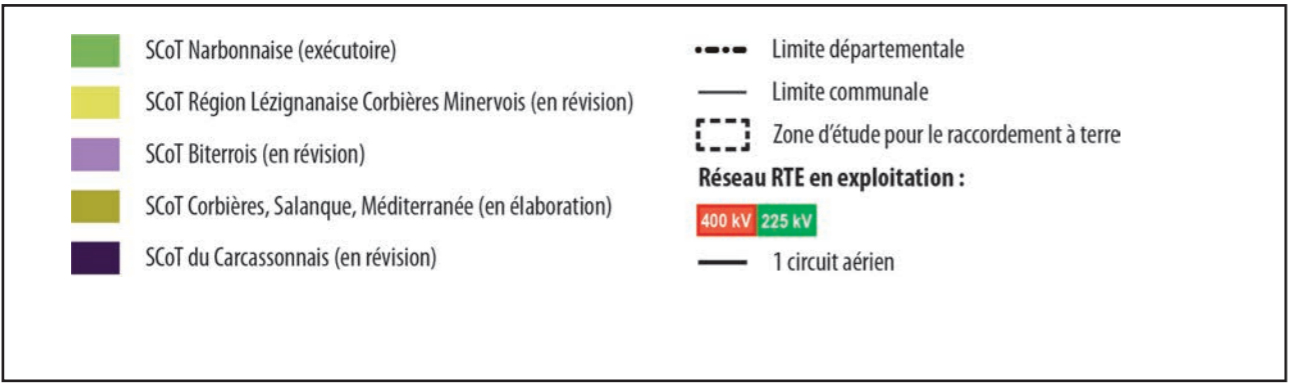 SCoT Narbonnaise (exécutoire)
SCoT Région Lézignanaise Corbières Minervois (en révision)
SCoT Biterrois (en révision)
SCoT Corbières, Salanque, Méditerranée (en élaboration)
SCoT du Carcassonnais (en révision)
Limite départementale
Limite communale
Zone d'étude pour le raccordement à terre
Réseau RTE en exploitation :
400 kV 225 kV
1 circuit aérien